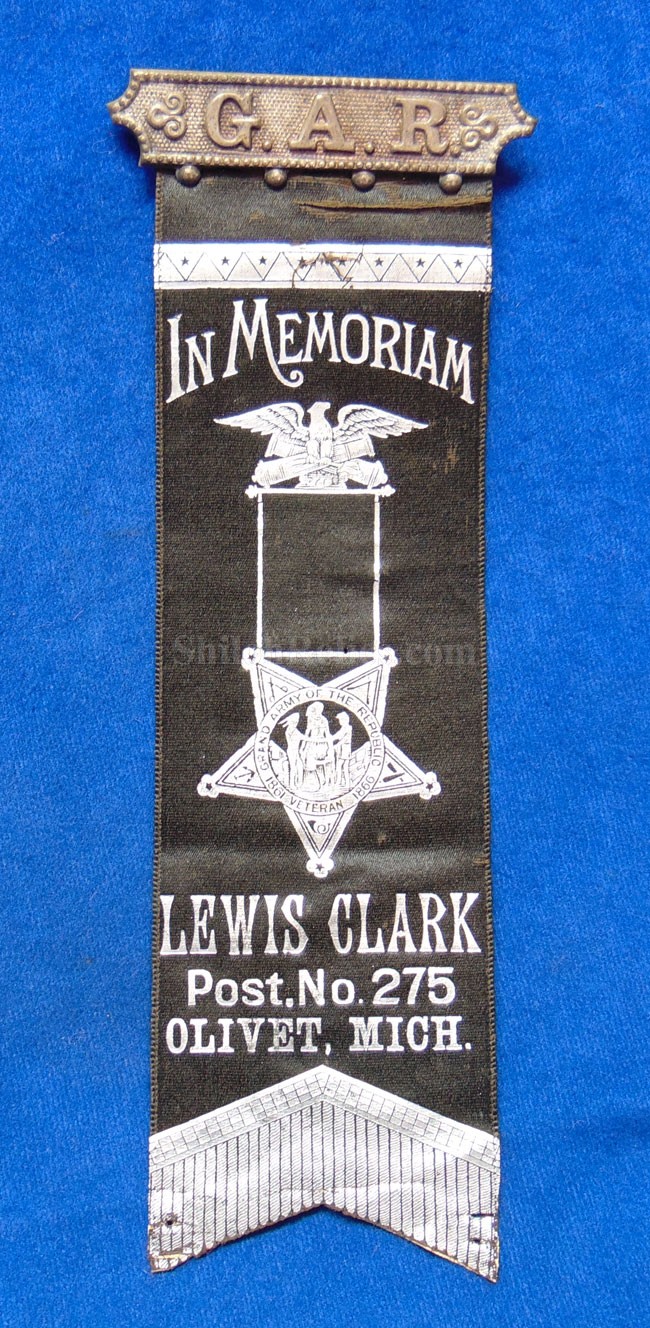 G.A.R.
IN MEMORIAM
GRAND ARMY OF THE REPUBLIC
1861 VETERAN 1866
LEWIS CLARK
Post, No. 275
OLIVET, MICH.